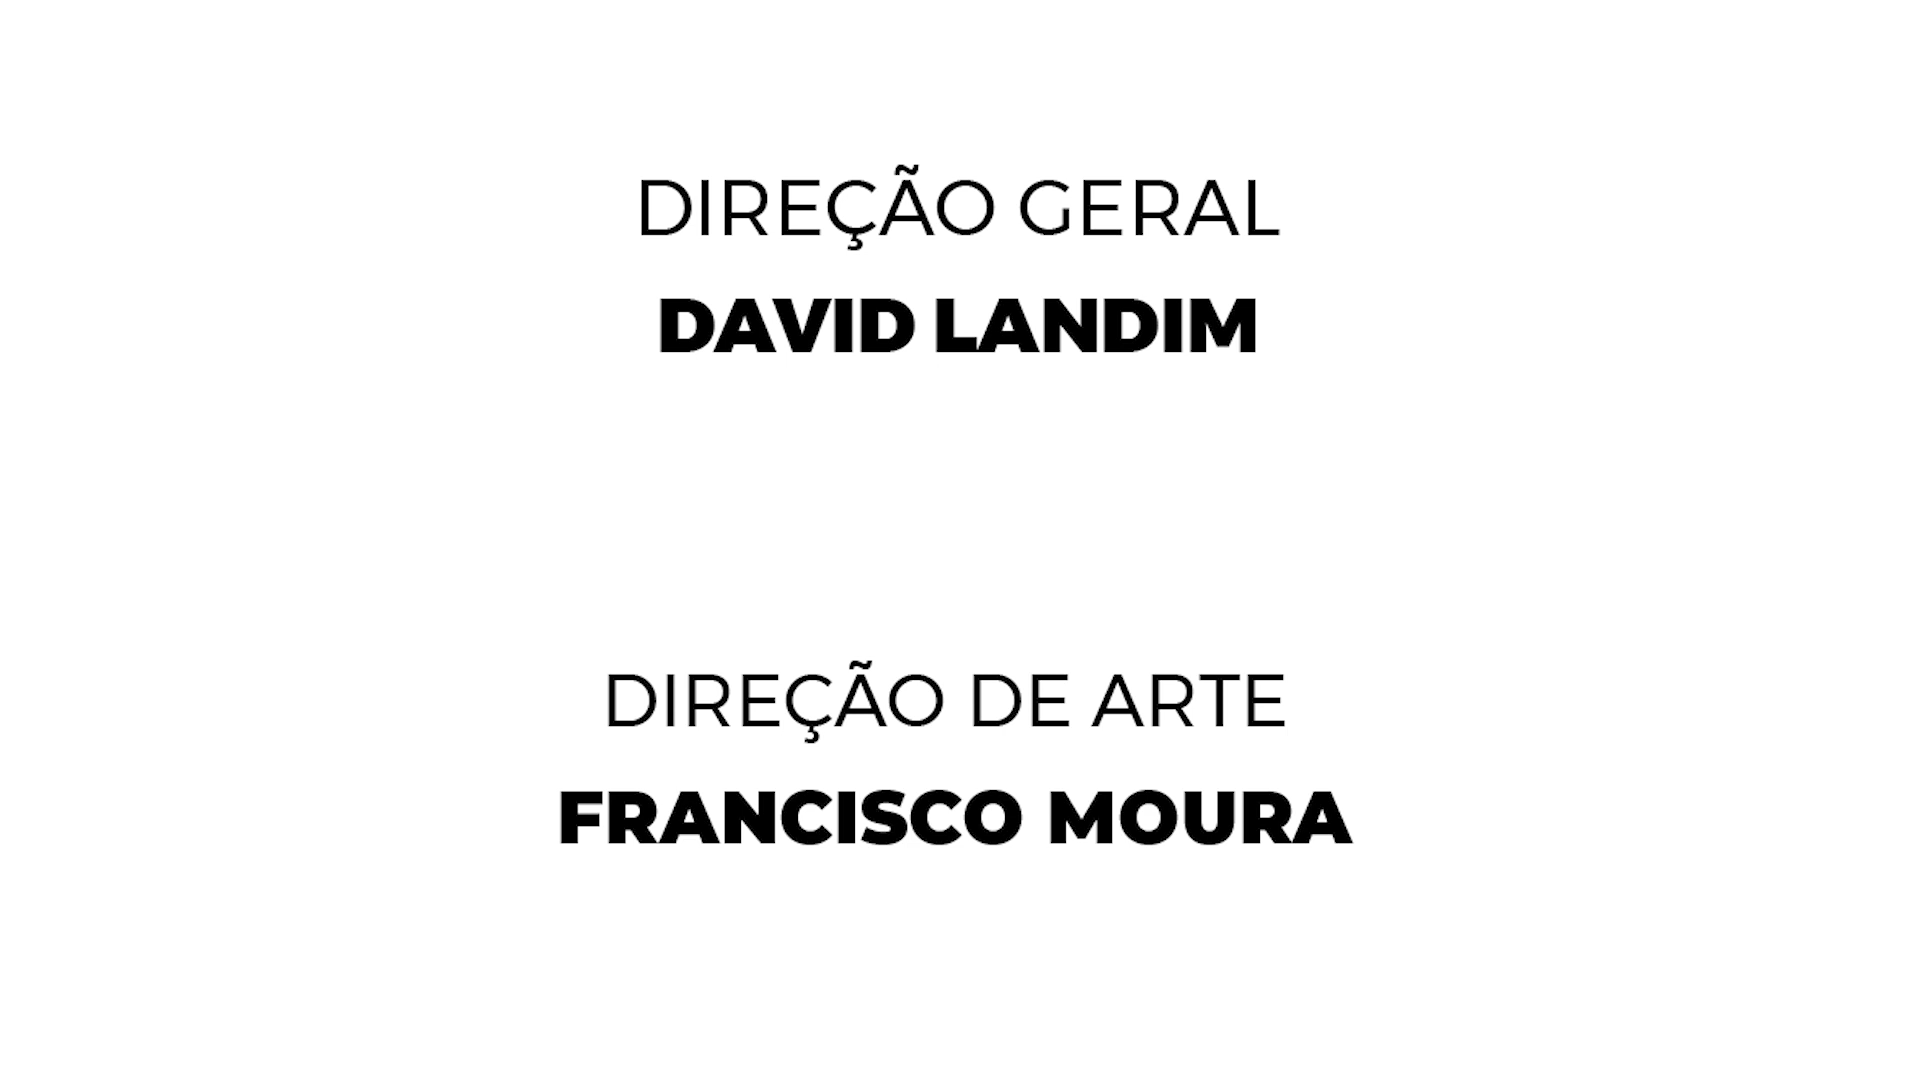 DIREÇÃO GERAL
DAVID LANDIM
DIREÇÃO DE ARTE
FRANCISCO MOURA